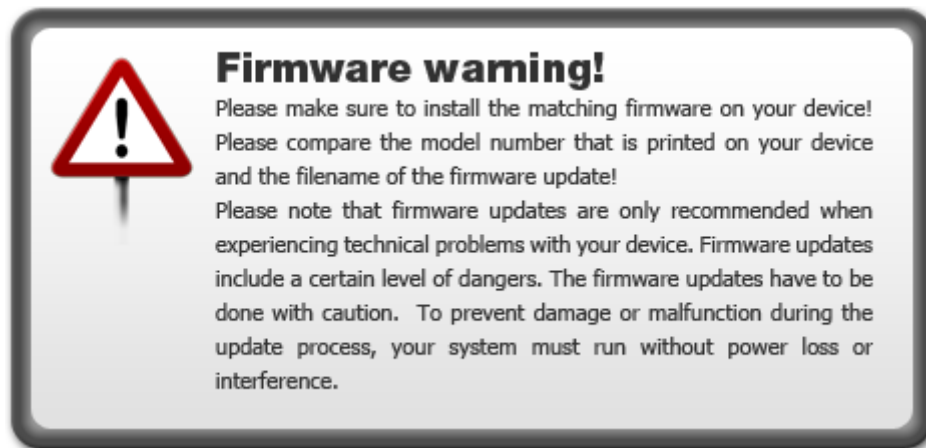 Firmware warning!
Please make sure to install the matching firmware on your device!
Please compare the model number that is printed on your device
and the filename of the firmware update!
Please note that firmware updates are only recommended when
experiencing technical problems with your device. Firmware updates
include a certain level of dangers. The firmware updates have to be
done with caution.  To prevent damage or malfunction during the
update process, your system must run without power loss or
interference.